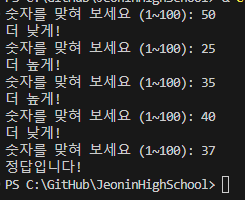 숫자를 맞혀 보세요 (1~100): 50
더 낮게!
숫자를 맞혀 보세요 (1~100): 25
더 높게!
숫자를 맞혀 보세요 (1~100): 35
더 높게!
숫자를 맞혀 보세요 (1~100): 40
더 낮게!
숫자를 맞혀 보세요 (1~100): 37
정답입니다!
PS C:\GitHub\JeoninHighSchool>